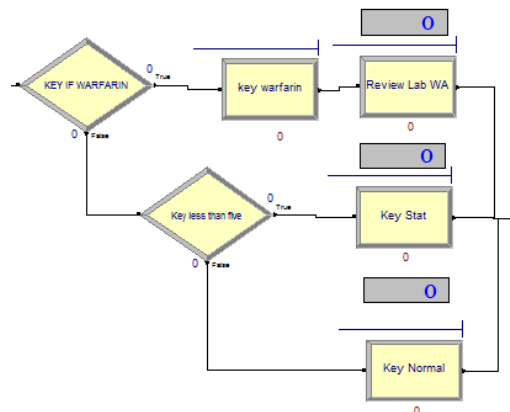 0
KEY IF WARFARIN
0
True
0
False
key warfarin
0
Review Lab WA
0
0
Key less than five
0
True
0
False
Key Stat
0
0
Key Normal
0